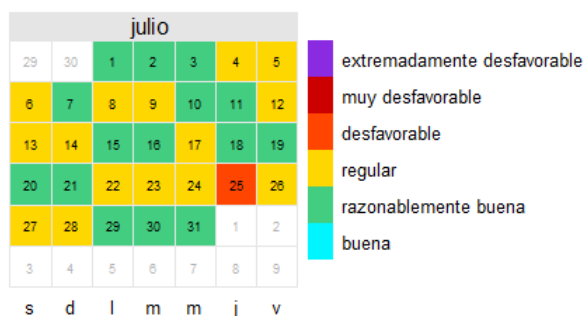 julio
29 30 1 2 3 4 5
6 7 8 9 10 11 12
13 14 15 16 17 18 19
20 21 22 23 24 25 26
27 28 29 30 31 1 2
3 4 5 6 7 8 9
s d l m m j v
extremadamente desfavorable
muy desfavorable
desfavorable
regular
razonablemente buena
buena